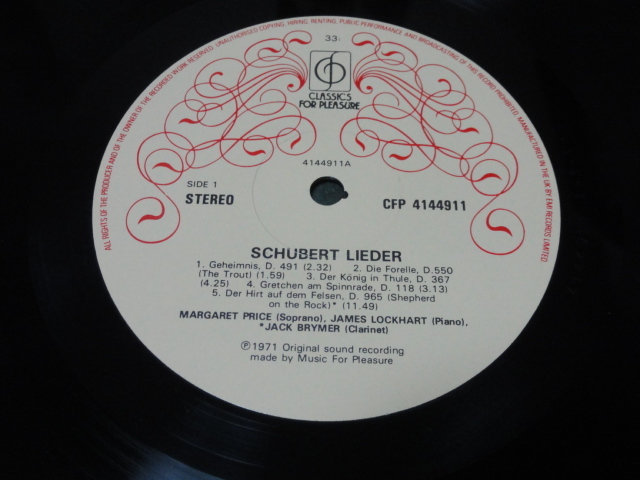 ALL RIGHTS OF THE PRODUCER AND OF THE OWNER OF THE RECORDED WORK RESERVED. UNAUTHORISED COPYING, HIRING, RENTING, PUBLIC PERFORMANCE AND BROADCASTING OF THIS RECORD PROHIBITED. MANUFACTURED IN THE UK BY EMI RECORDS LIMITED
33
CLASSICS
FOR PLEASURE
4144911A
SIDE 1
STEREO
CFP 4144911
SCHUBERT LIEDER
1. Geheimnis, D. 491 (2.32) 2. Die Forelle, D.550
(The Trout) (1.59) 3. Der König in Thule, D. 367
(4.25) 4. Gretchen am Spinnrade, D. 118 (3.13)
5. Der Hirt auf dem Felsen, D. 965 (Shepherd
on the Rock)* (11.49)
MARGARET PRICE (Soprano), JAMES LOCKHART (Piano),
*JACK BRYMER (Clarinet)
℗ 1971 Original sound recording
made by Music For Pleasure